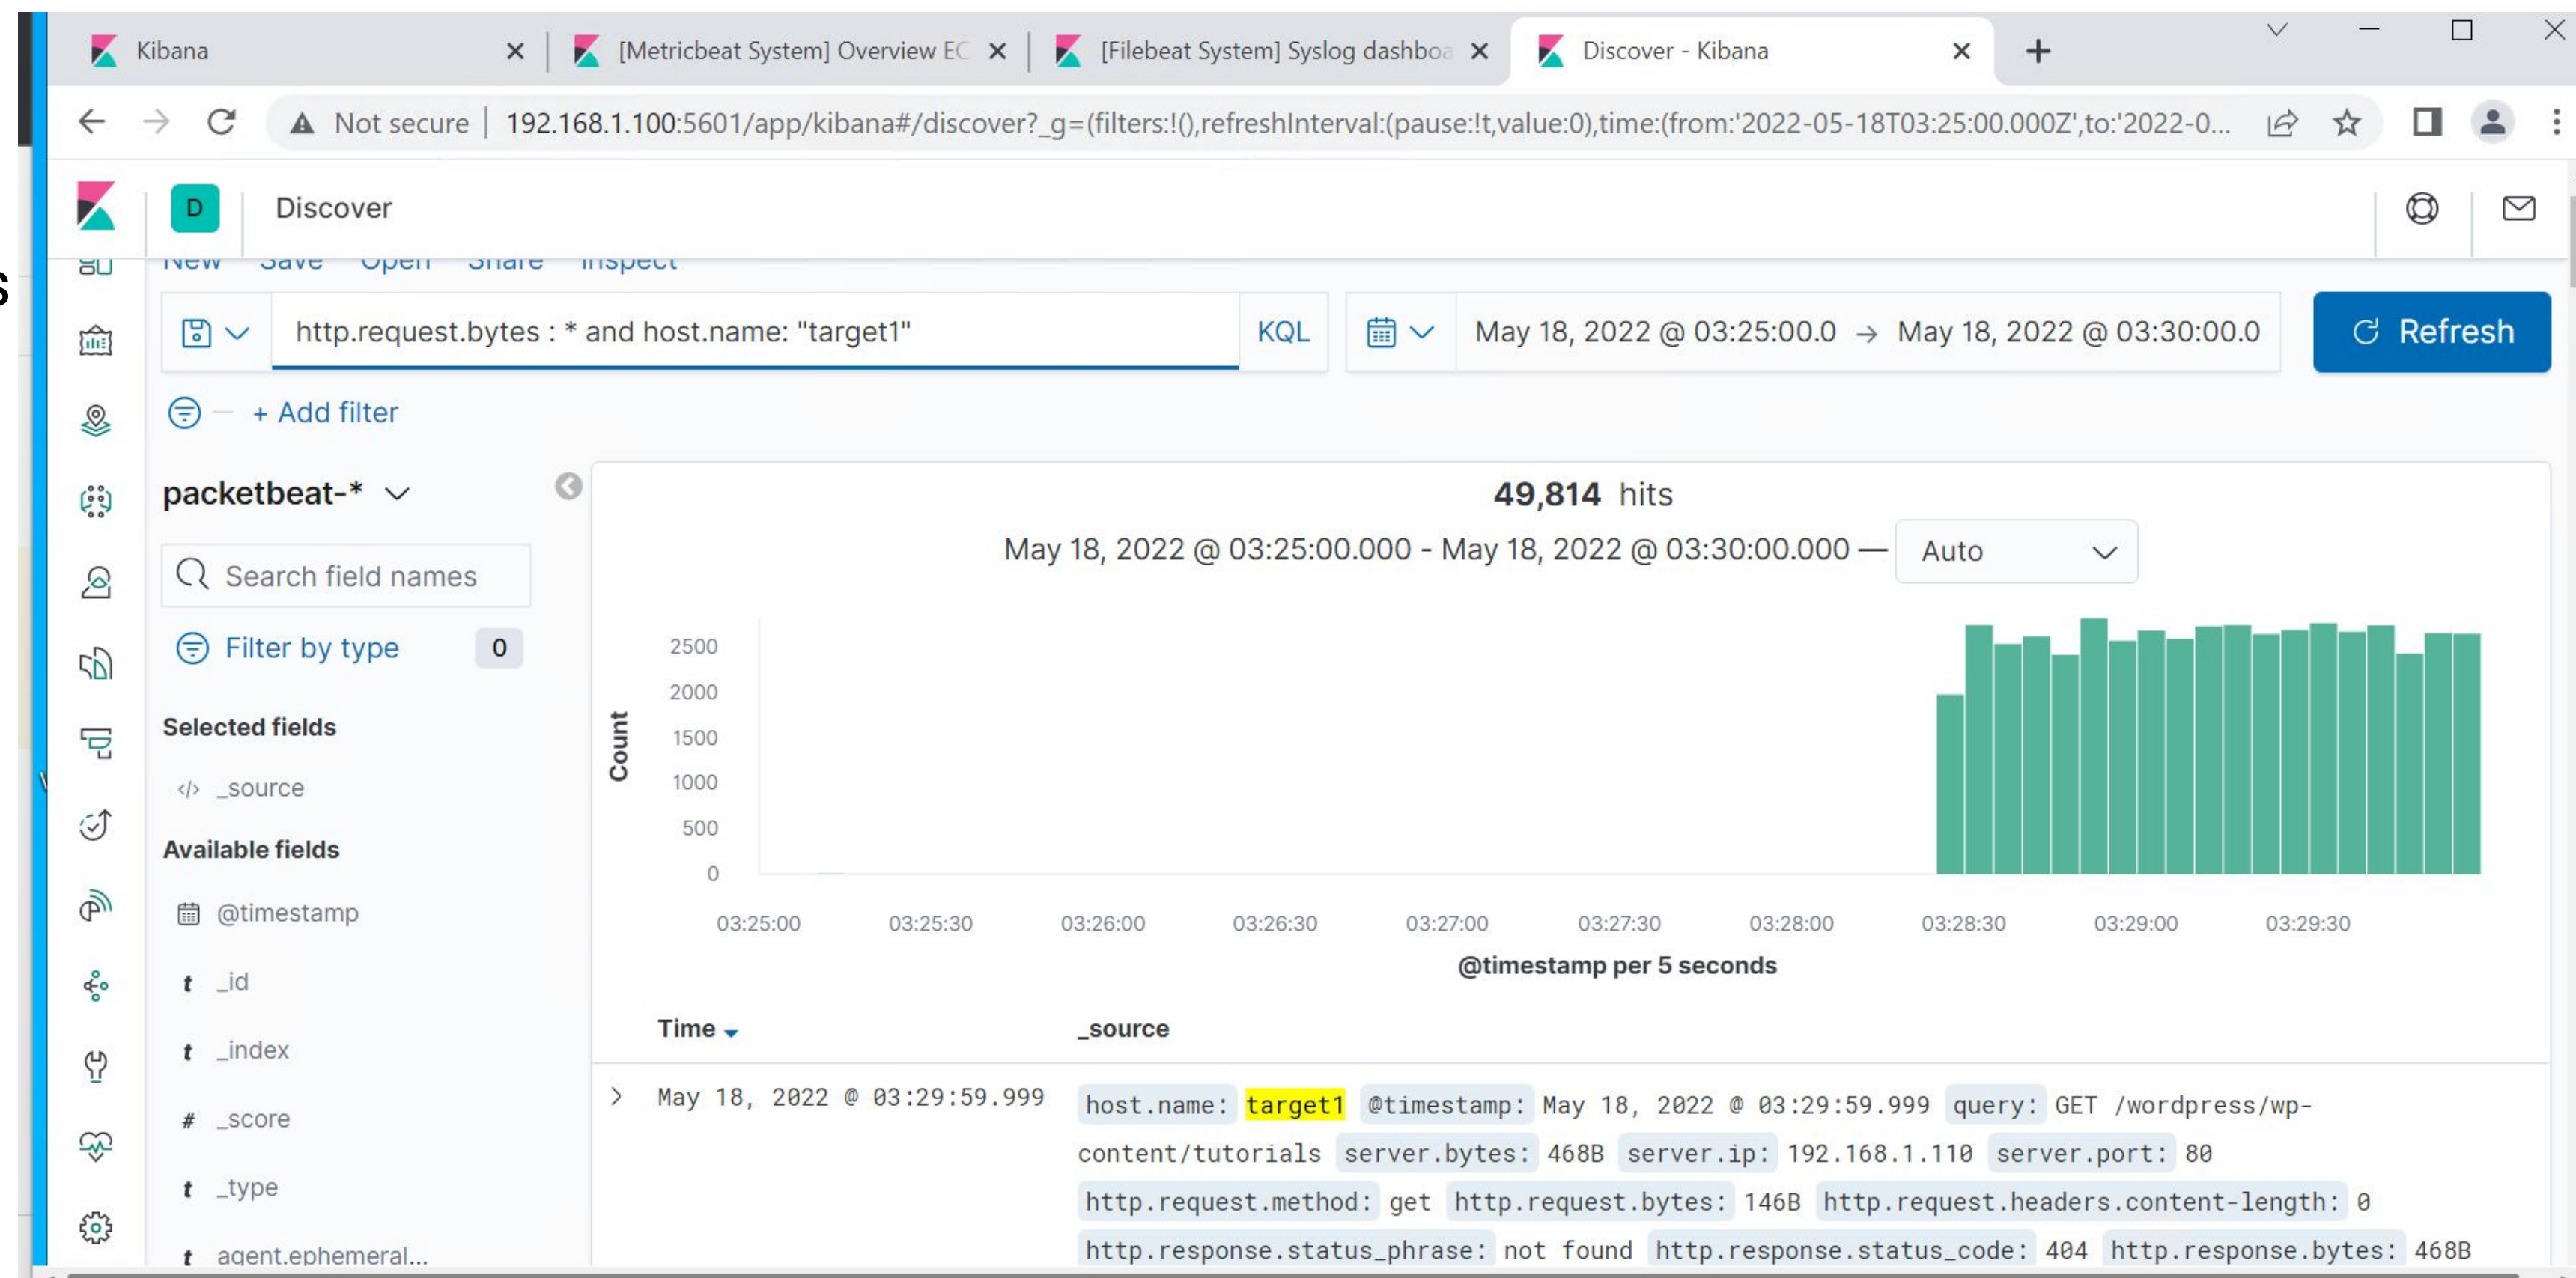 Kibana
[Metricbeat System] Overview EC
[Filebeat System] Syslog dashboa
Discover - Kibana
Not secure | 192.168.1.100:5601/app/kibana#/discover?_g=(filters:!(),refreshInterval:(pause:!t,value:0),time:(from:'2022-05-18T03:25:00.000Z',to:'2022-0...
D Discover
New Save Open Share Inspect
s
http.request.bytes : * and host.name: "target1" KQL May 18, 2022 @ 03:25:00.0 → May 18, 2022 @ 03:30:00.0 Refresh
+ Add filter
packetbeat-*
Search field names
Filter by type 0
Selected fields
</> _source
Available fields
@timestamp
t _id
t _index
# _score
t _type
t agent.ephemeral...
49,814 hits
May 18, 2022 @ 03:25:00.000 - May 18, 2022 @ 03:30:00.000 — Auto
Count
2500
2000
1500
1000
500
0
03:25:00 03:25:30 03:26:00 03:26:30 03:27:00 03:27:30 03:28:00 03:28:30 03:29:00 03:29:30
@timestamp per 5 seconds
Time _source
May 18, 2022 @ 03:29:59.999 host.name: target1 @timestamp: May 18, 2022 @ 03:29:59.999 query: GET /wordpress/wp-
content/tutorials server.bytes: 468B server.ip: 192.168.1.110 server.port: 80
http.request.method: get http.request.bytes: 146B http.request.headers.content-length: 0
http.response.status_phrase: not found http.response.status_code: 404 http.response.bytes: 468B